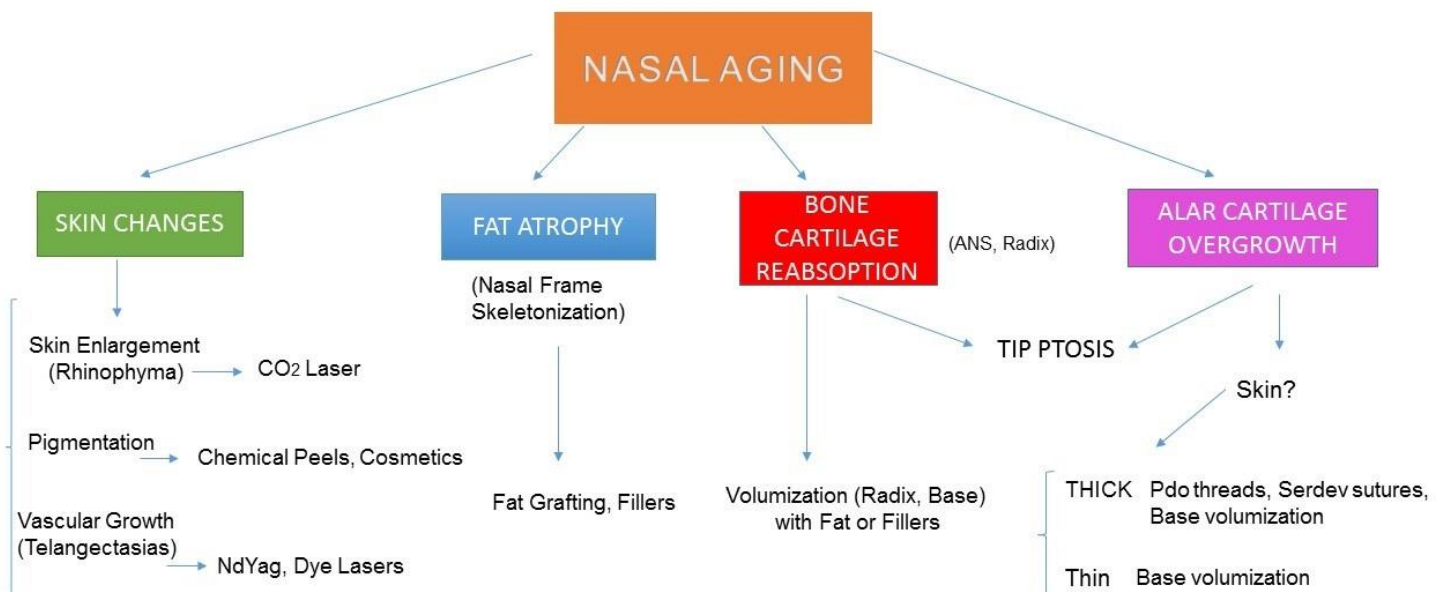 NASAL AGING
SKIN CHANGES
Skin Enlargement
(Rhinophyma)
CO2 Laser
Pigmentation
Chemical Peels, Cosmetics
Vascular Growth
(Telangectasias)
NdYag, Dye Lasers
FAT ATROPHY
(Nasal Frame
Skeletonization)
Fat Grafting, Fillers
BONE
CARTILAGE
REABSOPTION
(ANS, Radix)
Volumization (Radix, Base)
with Fat or Fillers
TIP PTOSIS
ALAR CARTILAGE
OVERGROWTH
Skin?
THICK Pdo threads, Serdev sutures,
Base volumization
Thin Base volumization